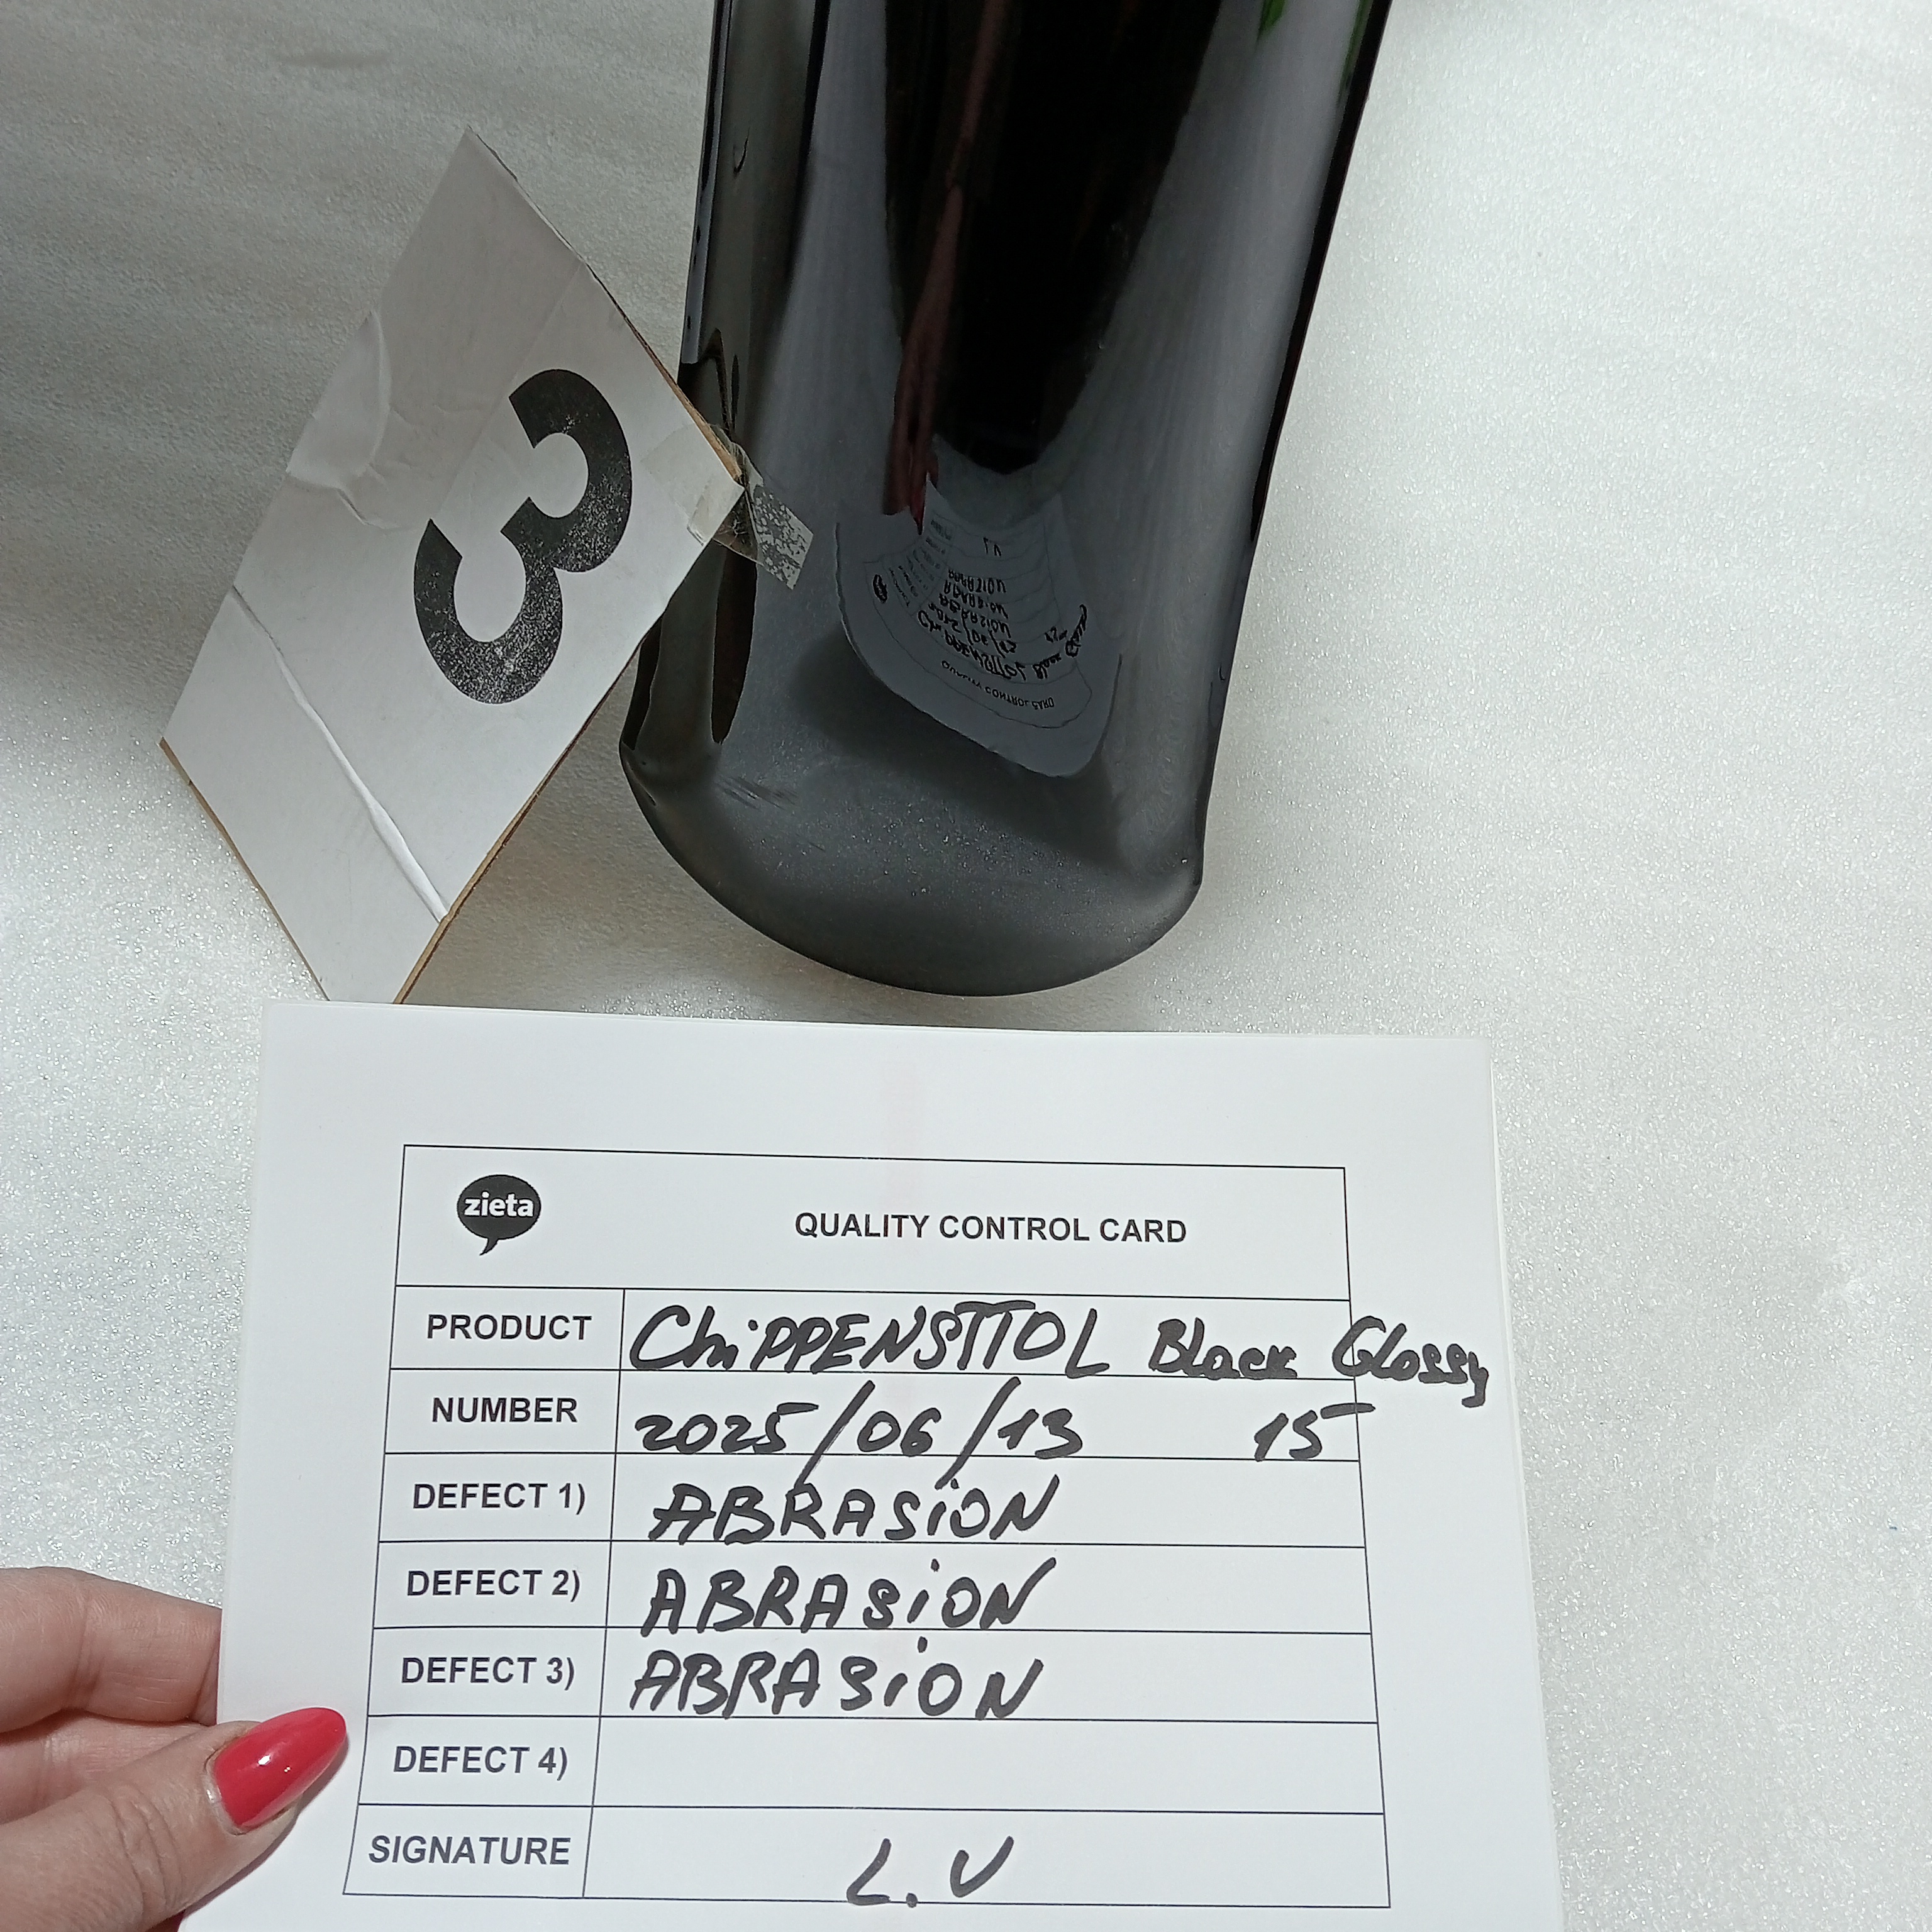 3
zieta
QUALITY CONTROL CARD
PRODUCT ChiPPENSTTOL Black Glossy
NUMBER 2025/06/13 15
DEFECT 1) ABRASiON
DEFECT 2) ABRASiON
DEFECT 3) ABRASiON
DEFECT 4)
SIGNATURE L.V